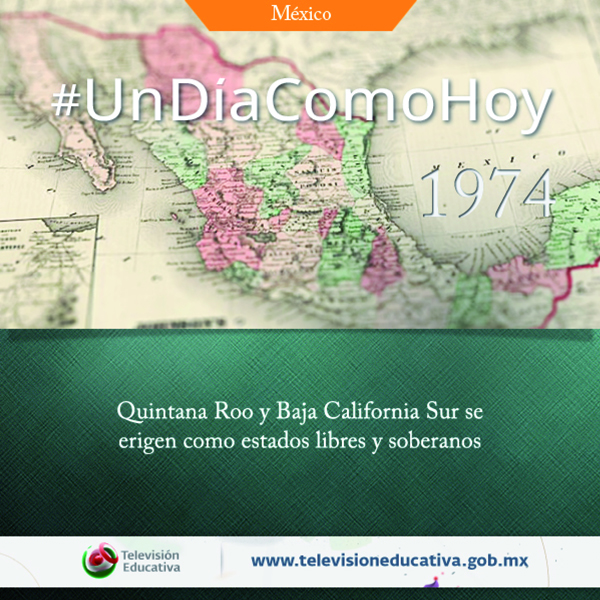 México
#UnDíaComoHoy
MEXICO
1974
Quintana Roo y Baja California Sur se
erigen como estados libres y soberanos
Televisión
Educativa
www.televisioneducativa.gob.mx